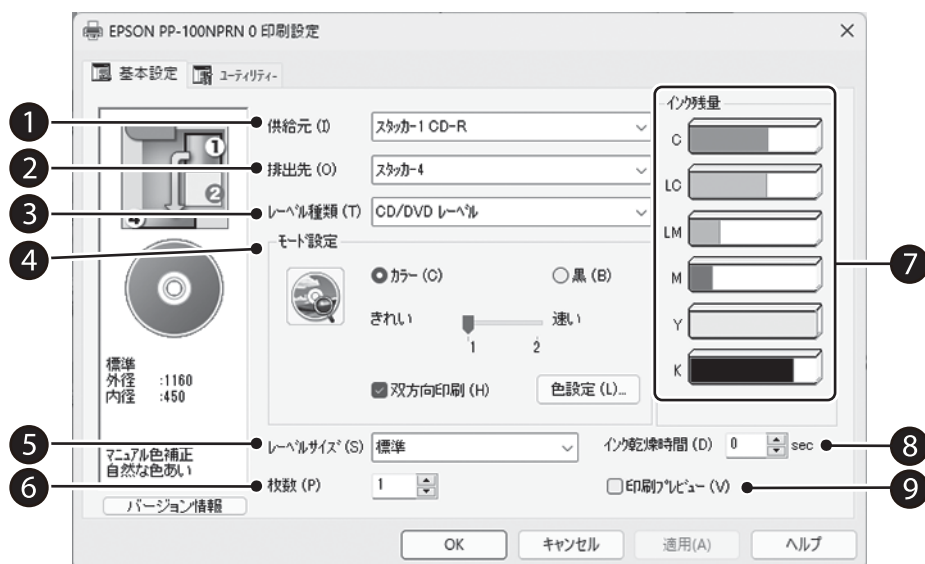 EPSON PP-100NPRN 0 印刷設定
基本設定
ユーティリティー
1
供給元 (I)
スタッカー1 CD-R
2
排出先 (O)
スタッカー4
3
レーベル種類 (T)
CD/DVD レーベル
4
モード設定
カラー (C)
黒 (B)
きれい
速い
1
2
双方向印刷 (H)
色設定 (L)...
1
2
4
標準
外径 :1160
内径 :450
マニュアル色補正
自然な色あい
バージョン情報
5
レーベルサイズ (S)
標準
6
枚数 (P)
1
インク残量
C
LC
LM
M
Y
K
7
インク乾燥時間 (D)
0
sec
8
印刷プレビュー (V)
9
OK
キャンセル
適用(A)
ヘルプ